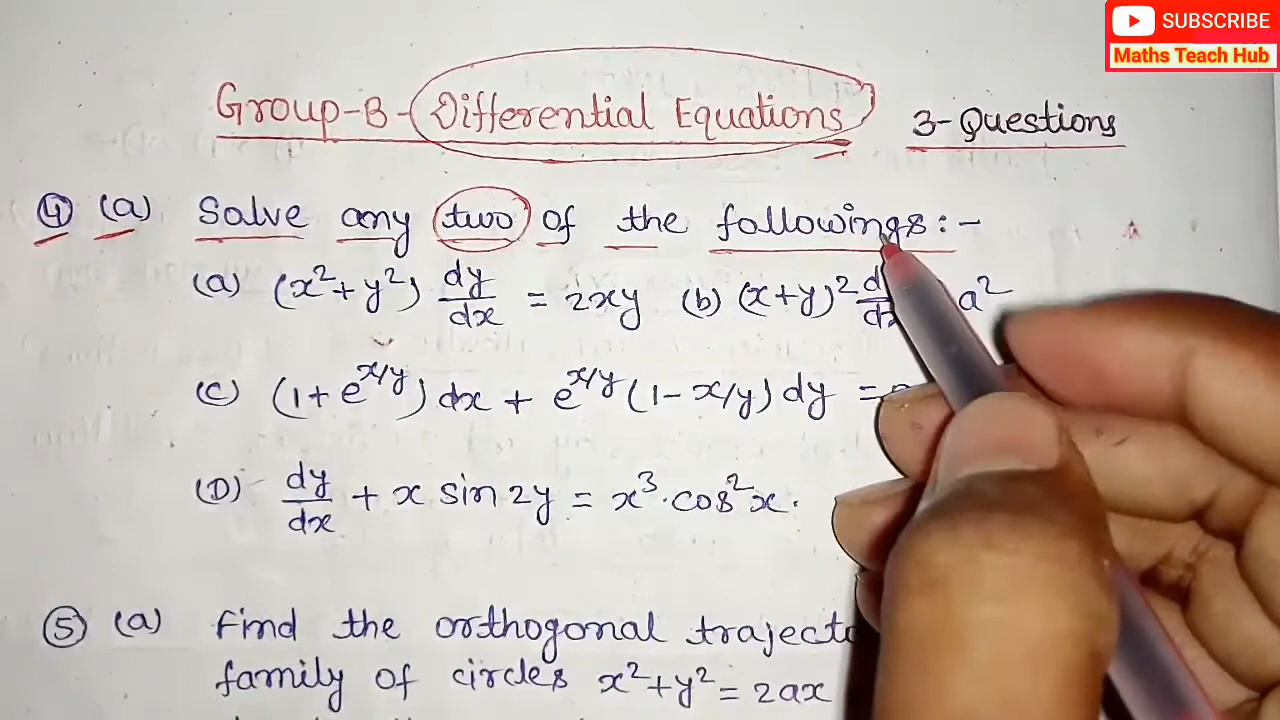 SUBSCRIBE
Maths Teach Hub
Group-B - Differential Equations 3-Questions
④ (a) Solve any two of the followings :-
(a) (x²+y²) dy/dx = 2xy (b) (x+y)² a²
(C) (1+e^x/y) dx + e^x/y (1-x/y) dy =
(D) dy/dx + x sin 2y = x³.cos²x.
⑤ (a) Find the orthogonal
family of circles x²+y² = 2ax